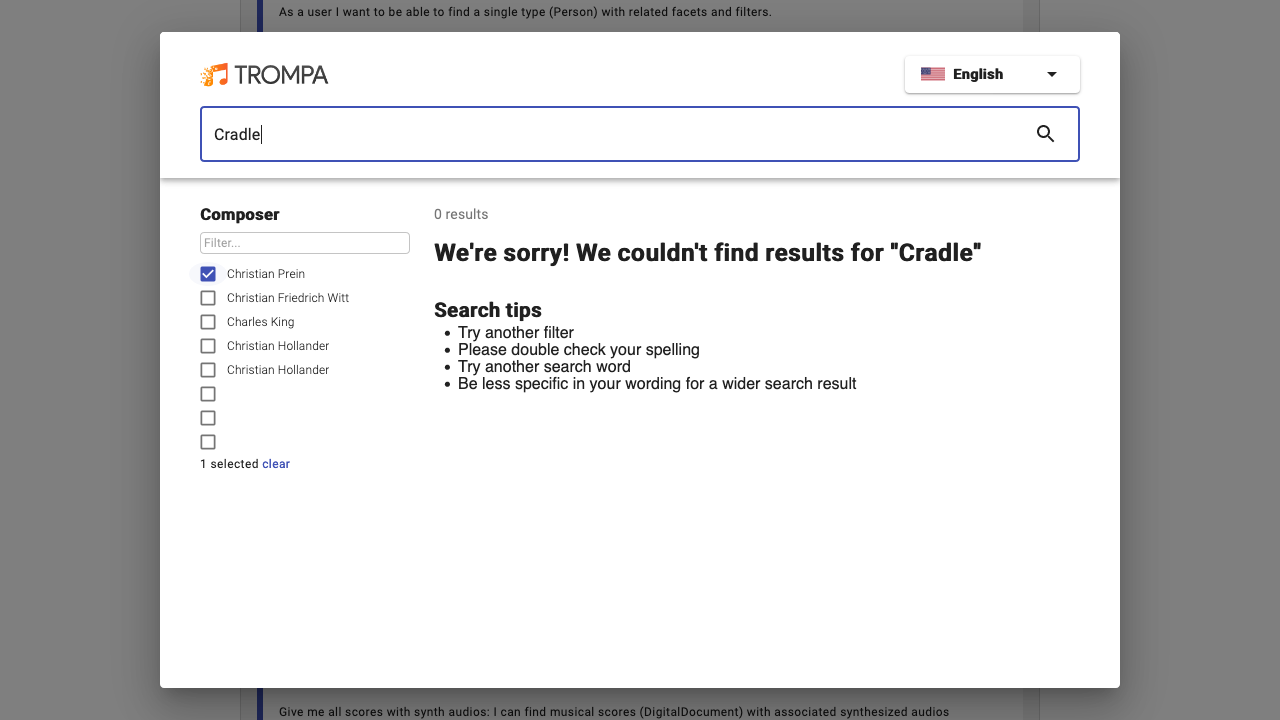 As a user I want to be able to find a single type (Person) with related facets and filters.
TROMPA
English
Cradle
Composer
Filter...
Christian Prein
Christian Friedrich Witt
Charles King
Christian Hollander
Christian Hollander
1 selected clear
0 results
We're sorry! We couldn't find results for "Cradle"
Search tips
Try another filter
Please double check your spelling
Try another search word
Be less specific in your wording for a wider search result
Give me all scores with synth audios: I can find musical scores (DigitalDocument) with associated synthesized audios